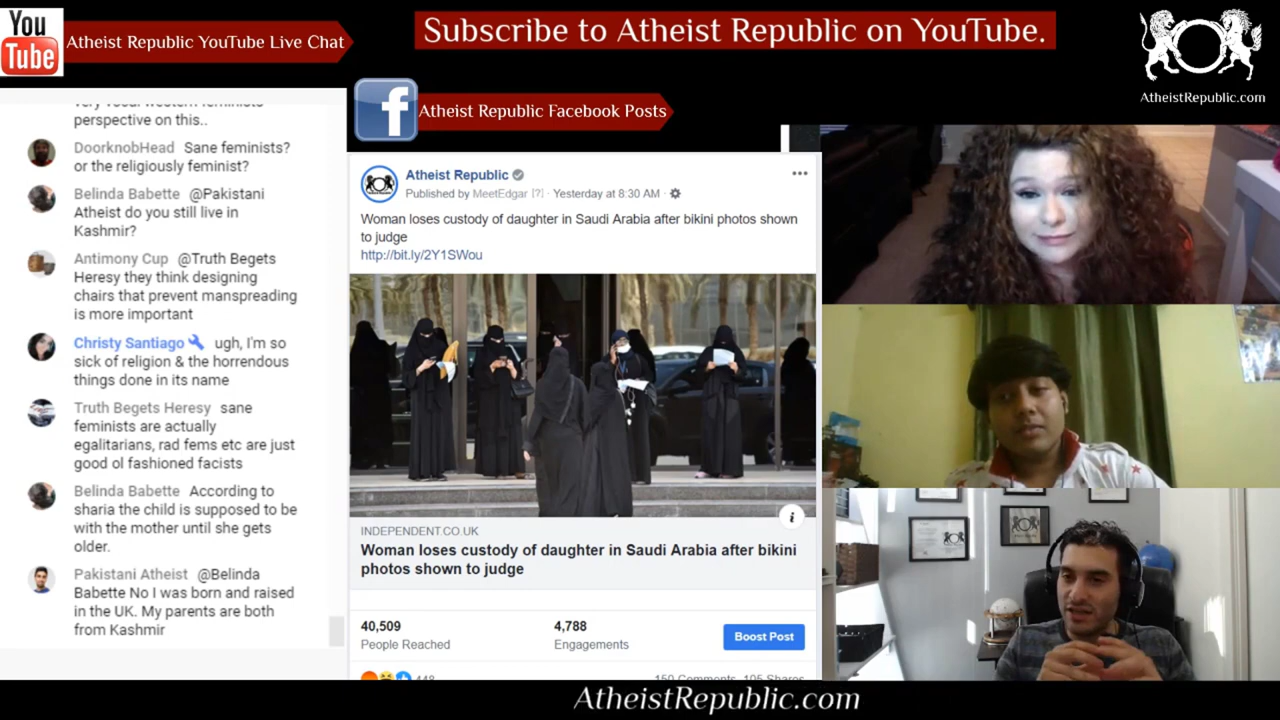 You
Tube
Atheist Republic YouTube Live Chat
Subscribe to Atheist Republic on YouTube.
AtheistRepublic.com
f
Atheist Republic Facebook Posts
perspective on this..
DoorknobHead Sane feminists?
or the religiously feminist?
Belinda Babette @Pakistani
Atheist do you still live in
Kashmir?
Antimony Cup @Truth Begets
Heresy they think designing
chairs that prevent manspreading
is more important
Christy Santiago ugh, I'm so
sick of religion & the horrendous
things done in its name
Truth Begets Heresy sane
feminists are actually
egalitarians, rad fems etc are just
good ol fashioned facists
Belinda Babette According to
sharia the child is supposed to be
with the mother until she gets
older.
Pakistani Atheist @Belinda
Babette No I was born and raised
in the UK. My parents are both
from Kashmir
Atheist Republic
Published by MeetEdgar [?] · Yesterday at 8:30 AM ·
Woman loses custody of daughter in Saudi Arabia after bikini photos shown
to judge
http://bit.ly/2Y1SWou
i
INDEPENDENT.CO.UK
Woman loses custody of daughter in Saudi Arabia after bikini
photos shown to judge
40,509
People Reached
4,788
Engagements
Boost Post
448
150 Comments 105 Shares
AtheistRepublic.com